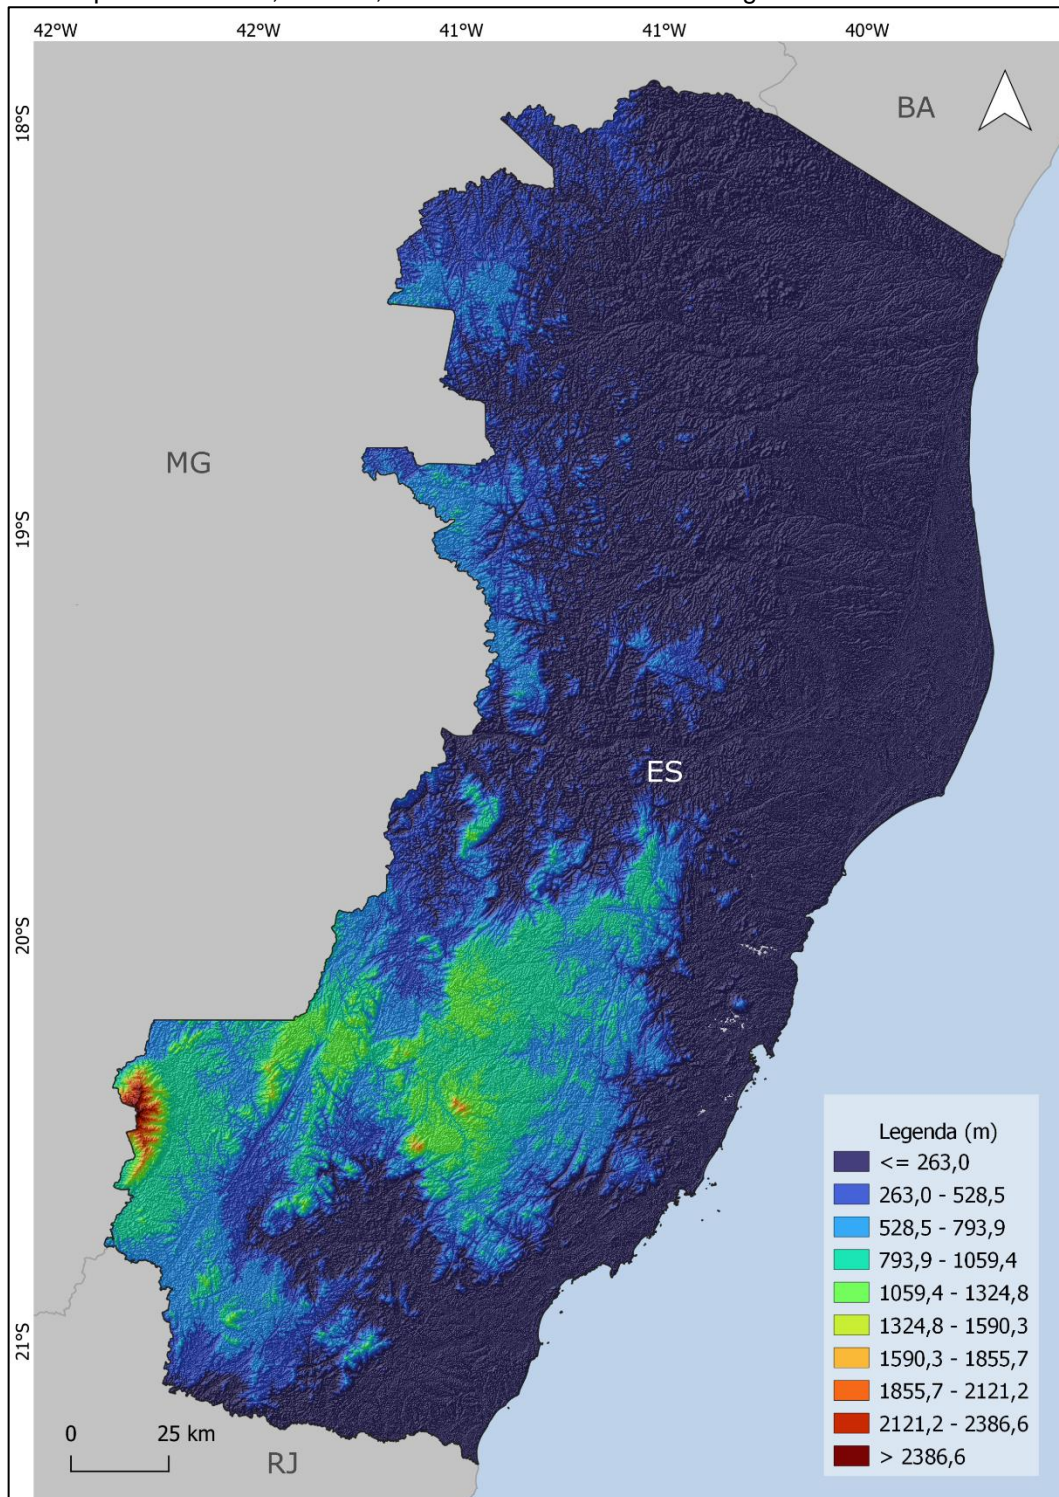 42°W 42°W 41°W 41°W 40°W
18°S
BA
MG
19°S
ES
20°S
21°S
Legenda (m)
<= 263,0
263,0 - 528,5
528,5 - 793,9
793,9 - 1059,4
1059,4 - 1324,8
1324,8 - 1590,3
1590,3 - 1855,7
1855,7 - 2121,2
2121,2 - 2386,6
> 2386,6
0 25 km
RJ